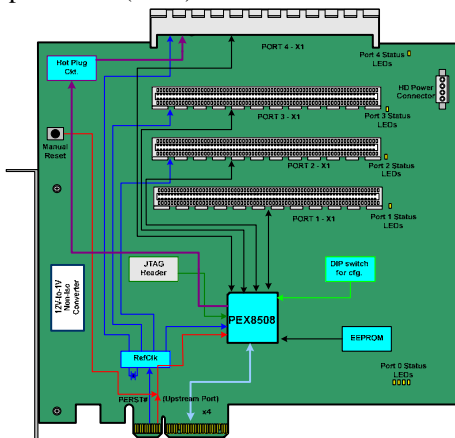 Hot Plug
Ckt.
PORT 4 - X1
Port 4 Status
LEDs
HD Power
Connector
PORT 3 - X1
Port 3 Status
LEDs
Manual
Reset
PORT 2 - X1
Port 2 Status
LEDs
PORT 1 - X1
Port 1 Status
LEDs
12V-to-1V
Non-Iso
Converter
JTAG
Header
DIP switch
for cfg.
PEX8508
EEPROM
RefClk
Port 0 Status
LEDs
PERST#
(Upstream Port)
x4